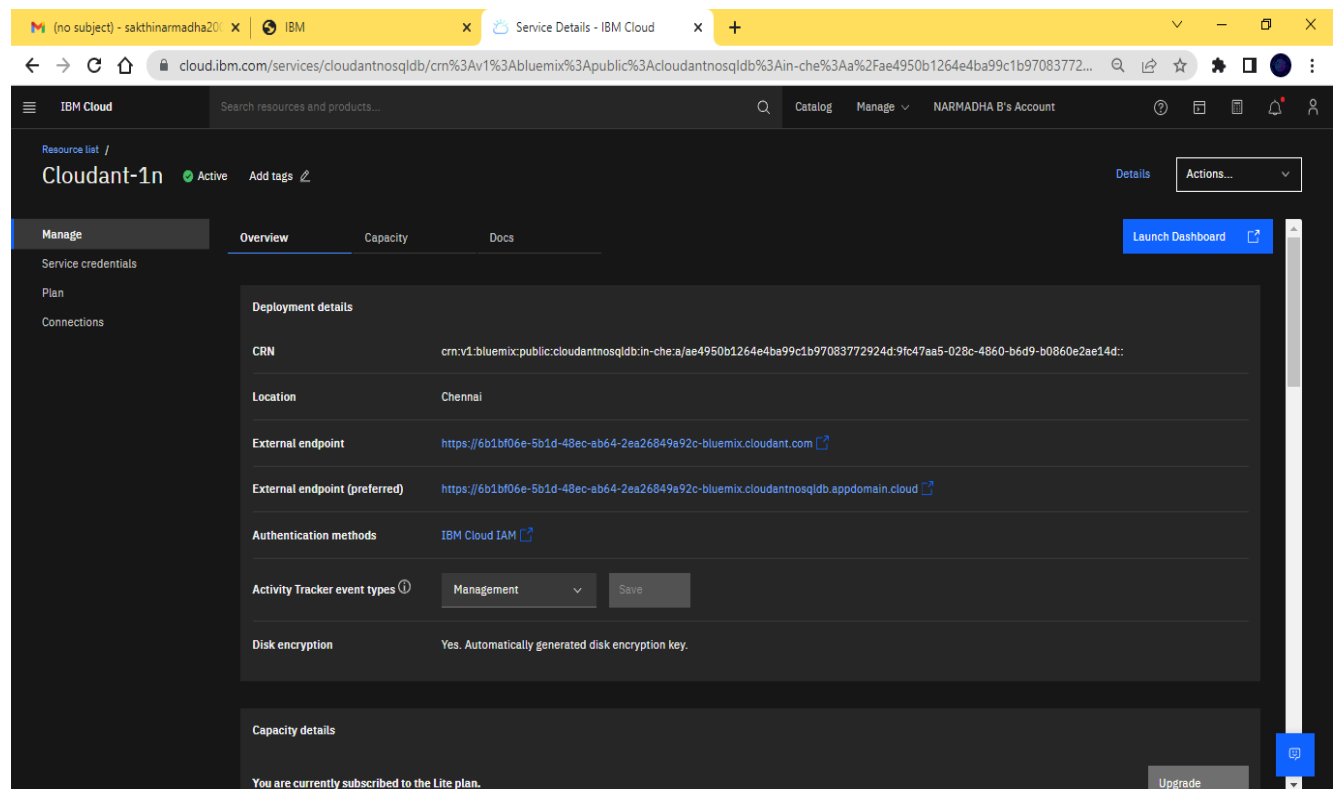 (no subject) - sakthinarmadha20
IBM
Service Details - IBM Cloud
cloud.ibm.com/services/cloudantnosqldb/crn%3Av1%3Abluemix%3Apublic%3Acloudantnosqldb%3Ain-che%3Aa%2Fae4950b1264e4ba99c1b97083772...
IBM Cloud
Search resources and products...
Catalog
Manage
NARMADHA B's Account
Resource list /
Cloudant-1n
Active
Add tags
Details
Actions...
Manage
Service credentials
Plan
Connections
Overview
Capacity
Docs
Launch Dashboard
Deployment details
CRN crn:v1:bluemix:public:cloudantnosqldb:in-che:a/ae4950b1264e4ba99c1b97083772924d:9fc47aa5-028c-4860-b6d9-b0860e2ae14d::
Location Chennai
External endpoint https://6b1bf06e-5b1d-48ec-ab64-2ea26849a92c-bluemix.cloudant.com
External endpoint (preferred) https://6b1bf06e-5b1d-48ec-ab64-2ea26849a92c-bluemix.cloudantnosqldb.appdomain.cloud
Authentication methods IBM Cloud IAM
Activity Tracker event types Management Save
Disk encryption Yes. Automatically generated disk encryption key.
Capacity details
You are currently subscribed to the Lite plan.
Upgrade